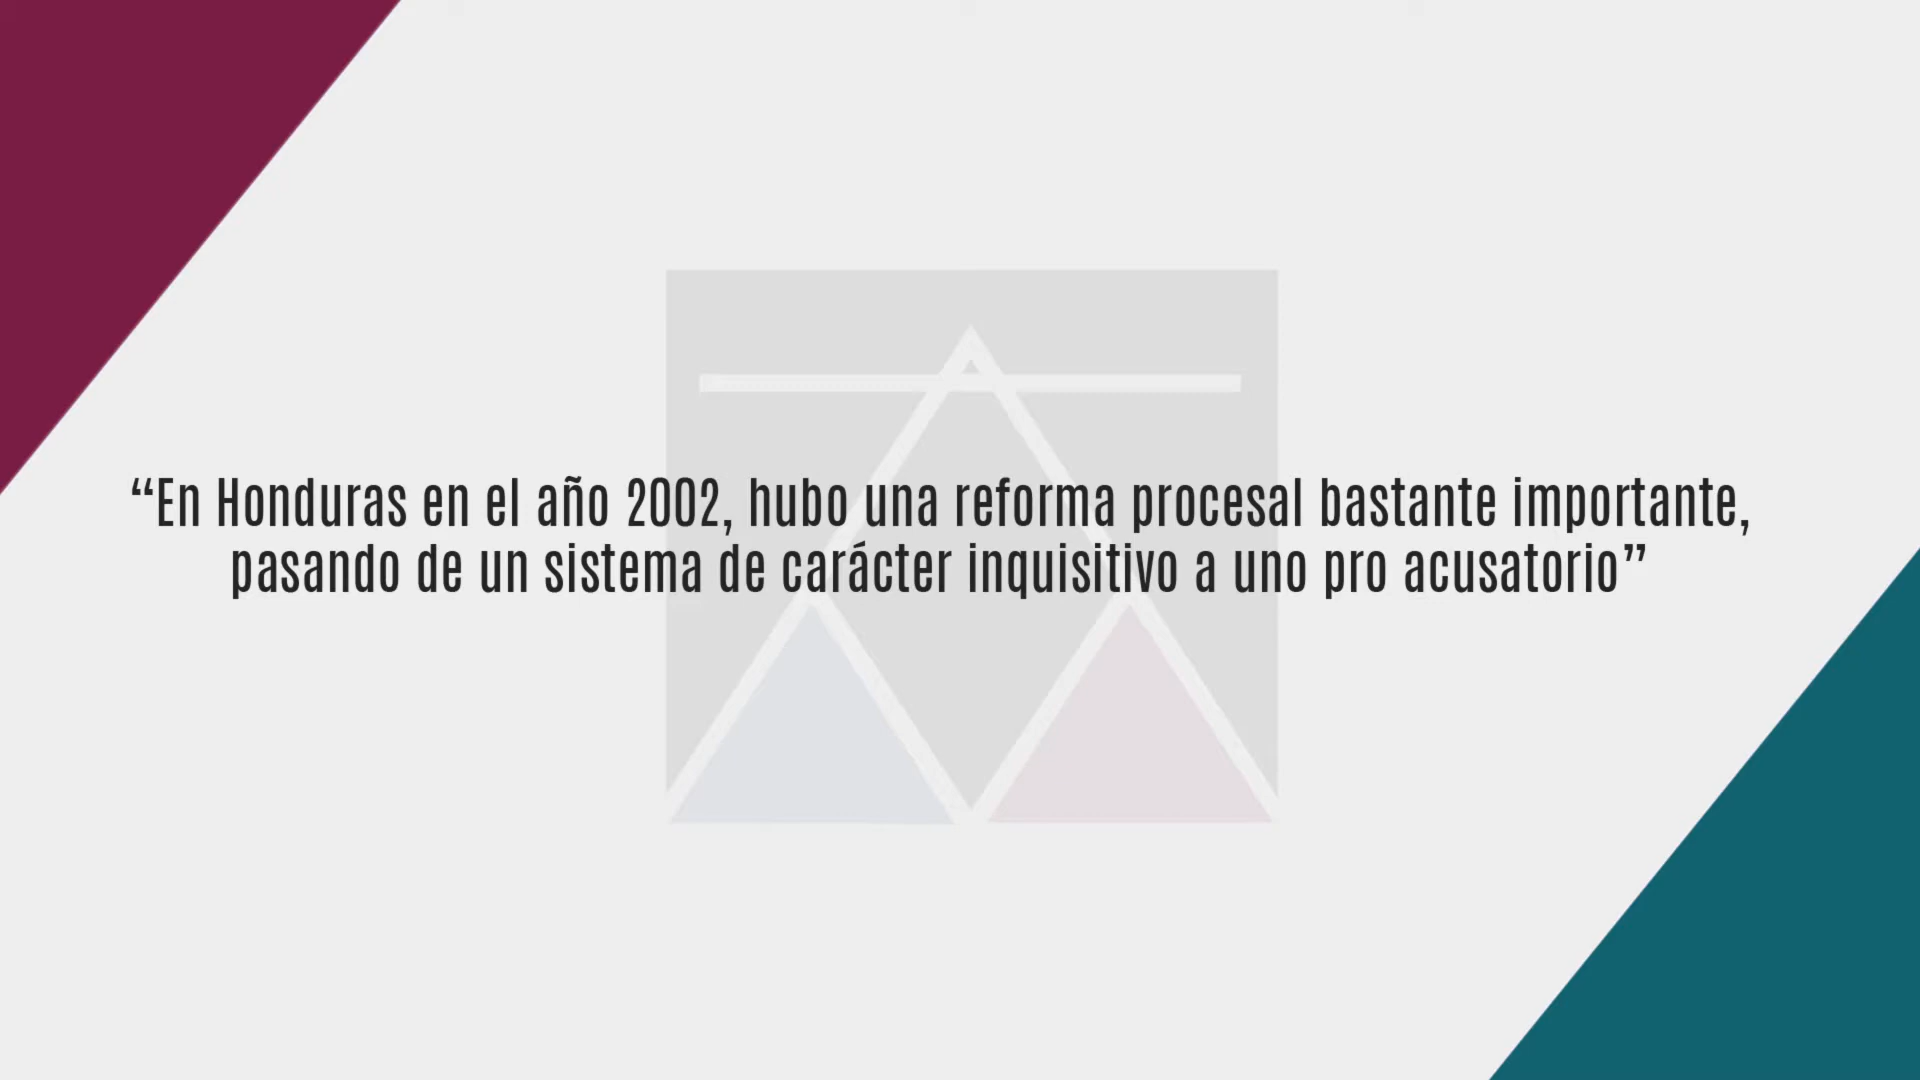 “En Honduras en el año 2002, hubo una reforma procesal bastante importante,
pasando de un sistema de carácter inquisitivo a uno pro acusatorio”